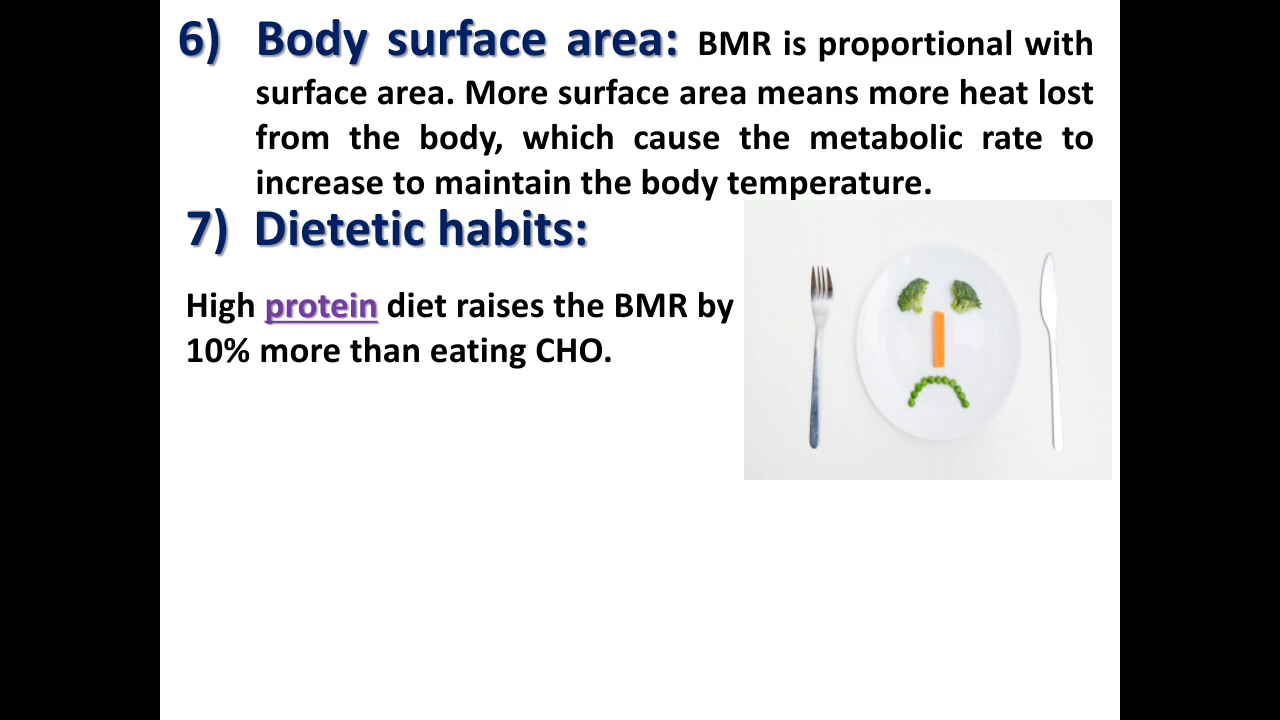 6) Body surface area: BMR is proportional with
surface area. More surface area means more heat lost
from the body, which cause the metabolic rate to
increase to maintain the body temperature.
7) Dietetic habits:
High protein diet raises the BMR by
10% more than eating CHO.